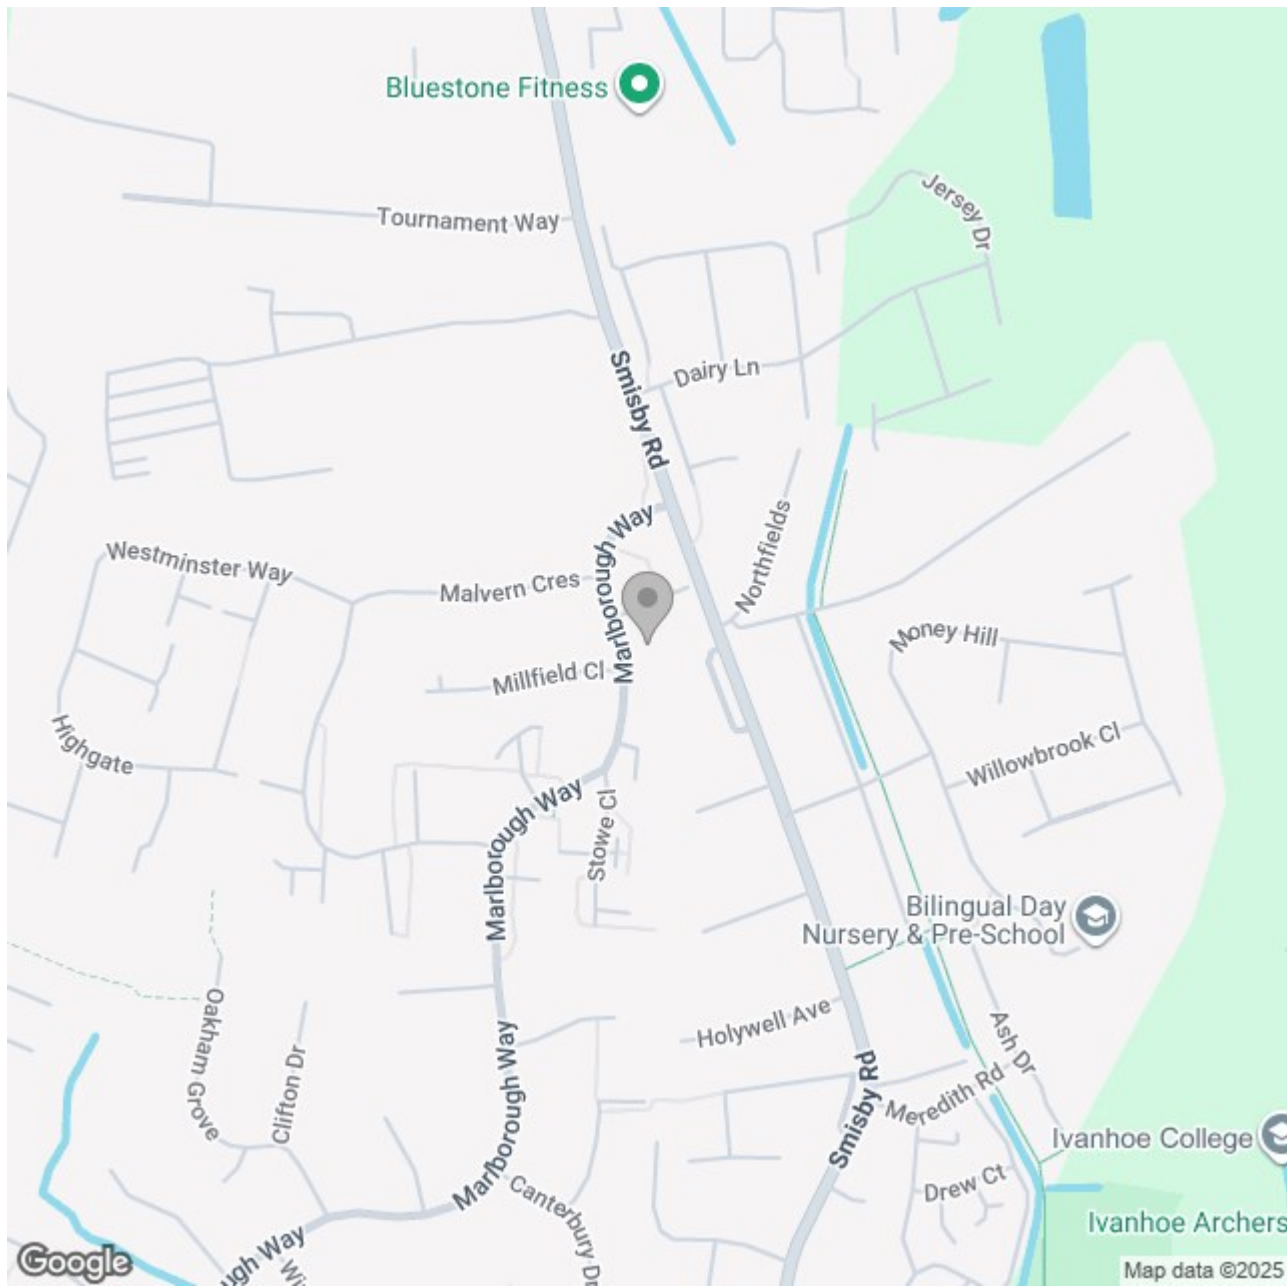 Bluestone Fitness
Jersey Dr
Tournament Way
Smisby Rd
Dairy Ln
Marlborough Way
Northfields
Westminster Way
Malvern Cres
Money Hill
Millfield Cl
Highgate
Willowbrook Cl
Marlborough Way
Stowe Cl
Bilingual Day
Nursery & Pre-School
Oakham Grove
Clifton Dr
Holywell Ave
Ash Dr
Marlborough Way
Smisby Rd
Meredith Rd
Ivanhoe College
Drew Ct
Canterbury Dr
Ivanhoe Archers
ugh Way
Wi
Google
Map data ©2025